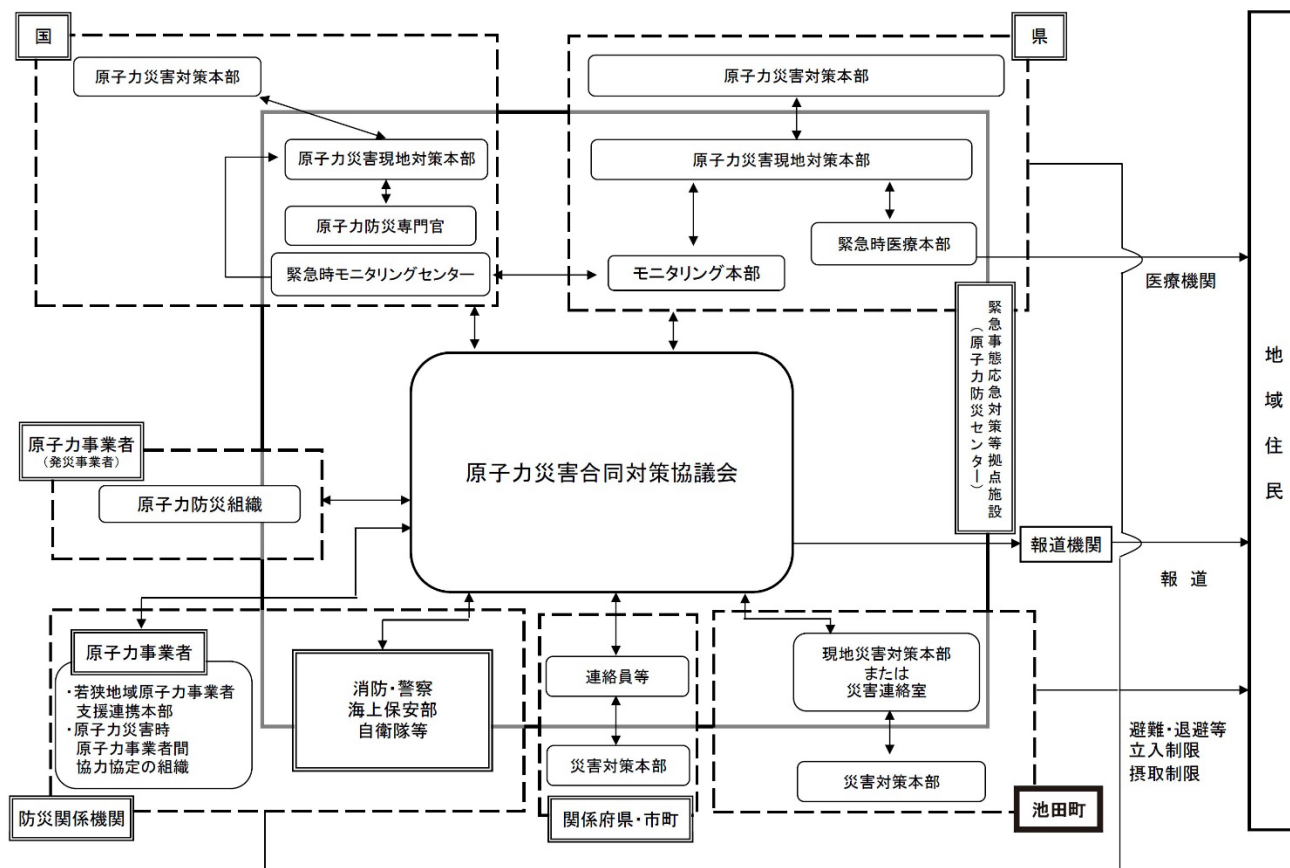 国
原子力災害対策本部
原子力災害現地対策本部
原子力防災専門官
緊急時モニタリングセンター
県
原子力災害対策本部
原子力災害現地対策本部
緊急時医療本部
モニタリング本部
医療機関
緊急事態応急対策等拠点施設
（原子力防災センター）
地域住民
原子力事業者
（発災事業者）
原子力防災組織
原子力災害合同対策協議会
報道機関
報道
原子力事業者
・若狭地域原子力事業者
支援連携本部
・原子力災害時
原子力事業者間
協力協定の組織
防災関係機関
消防・警察
海上保安部
自衛隊等
連絡員等
災害対策本部
関係府県・市町
現地災害対策本部
または
災害連絡室
災害対策本部
池田町
避難・退避等
立入制限
摂取制限